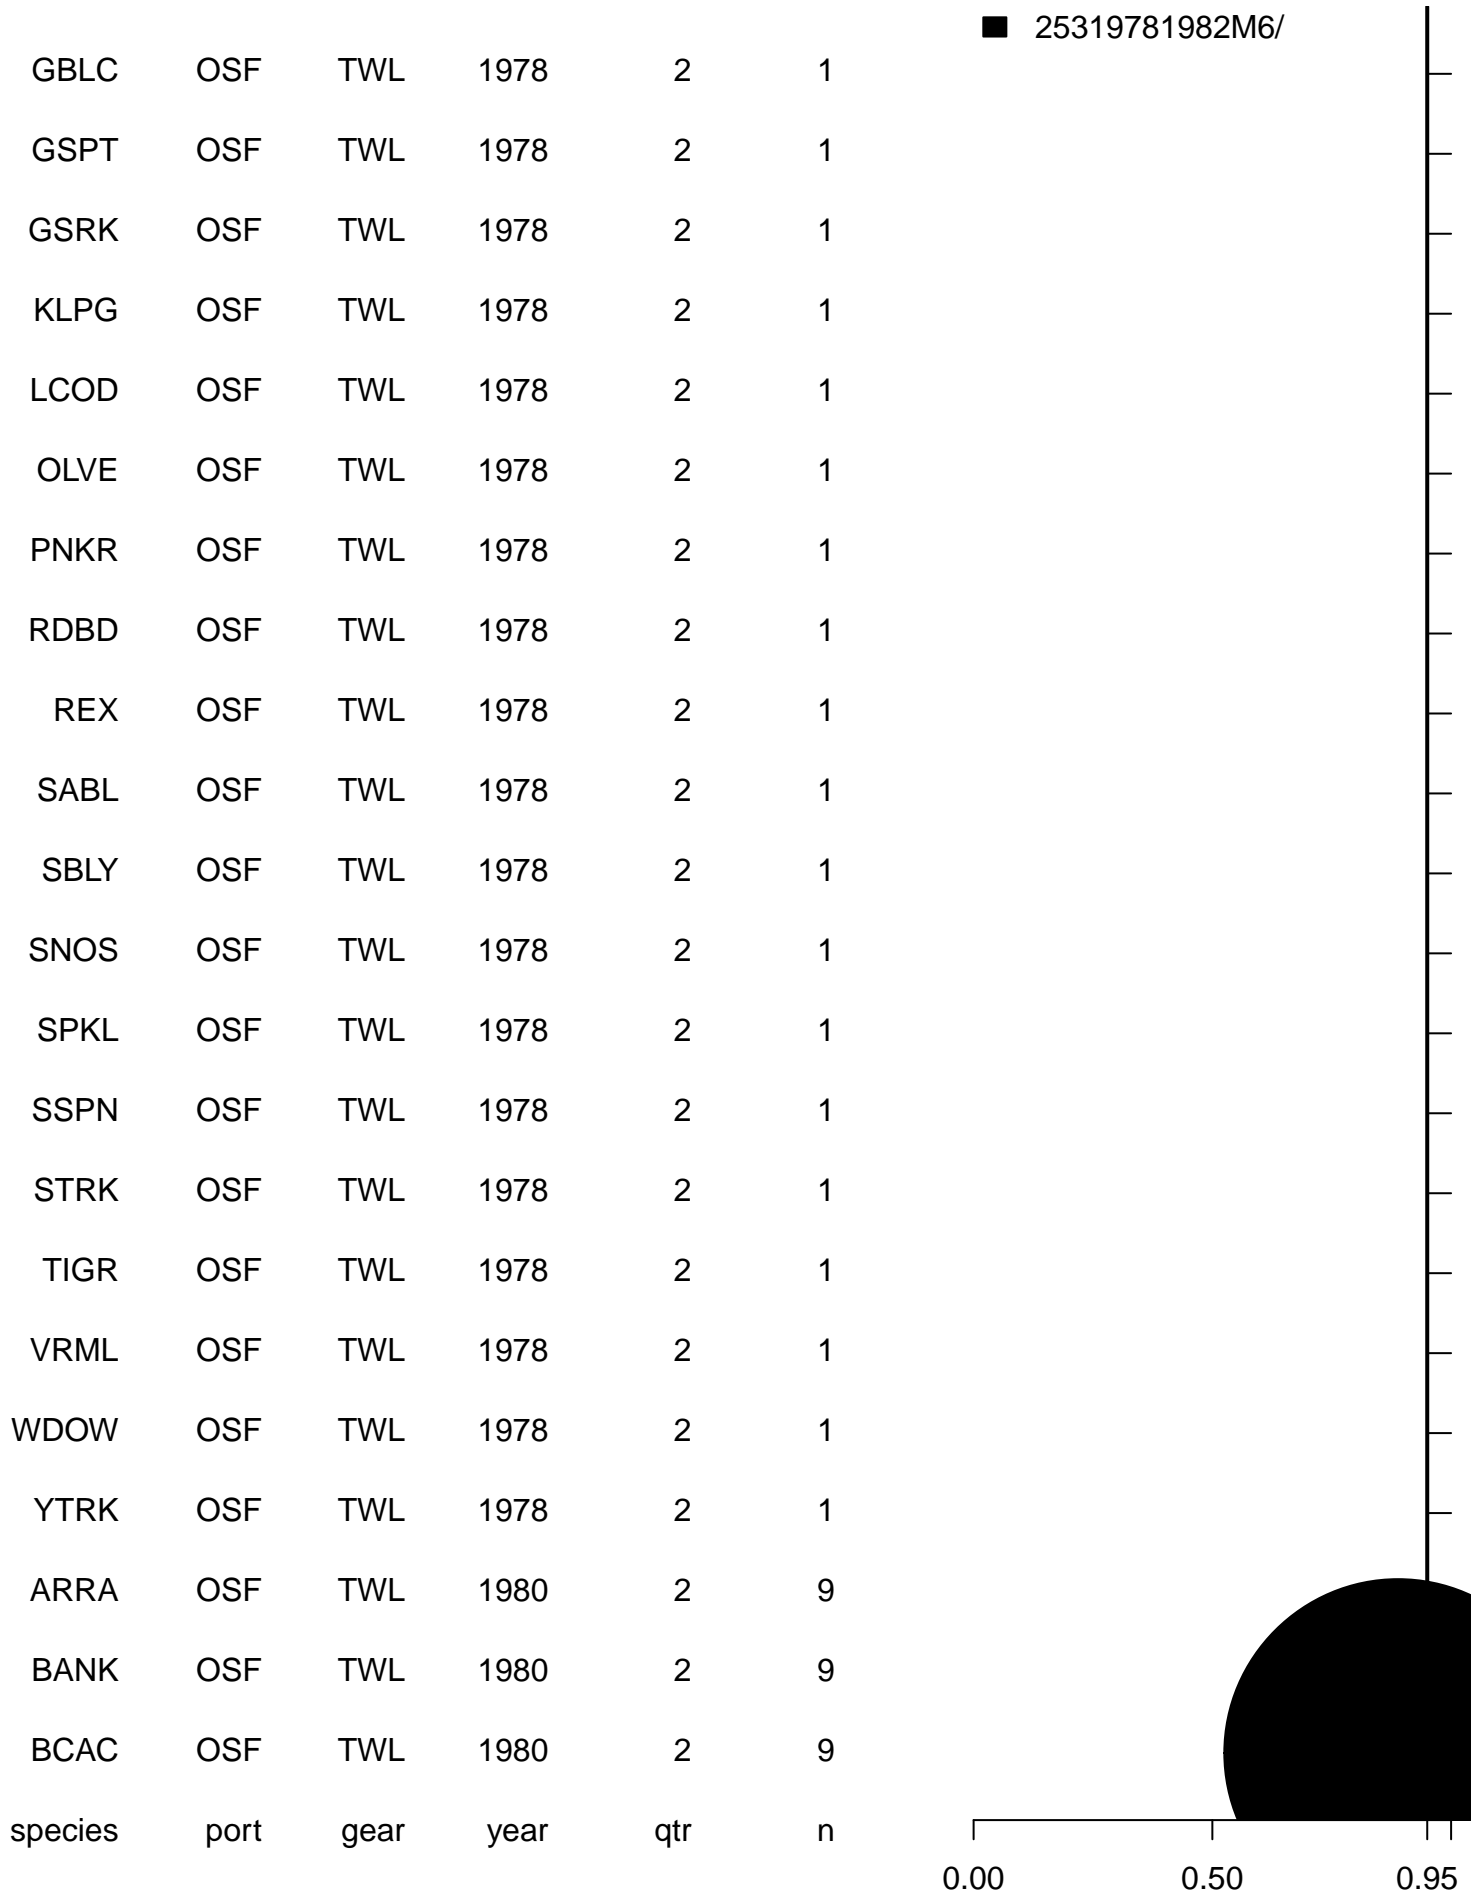 25319781982M6/
GBLC OSF TWL 1978 2 1
GSPT OSF TWL 1978 2 1
GSRK OSF TWL 1978 2 1
KLPG OSF TWL 1978 2 1
LCOD OSF TWL 1978 2 1
OLVE OSF TWL 1978 2 1
PNKR OSF TWL 1978 2 1
RDBD OSF TWL 1978 2 1
REX OSF TWL 1978 2 1
SABL OSF TWL 1978 2 1
SBLY OSF TWL 1978 2 1
SNOS OSF TWL 1978 2 1
SPKL OSF TWL 1978 2 1
SSPN OSF TWL 1978 2 1
STRK OSF TWL 1978 2 1
TIGR OSF TWL 1978 2 1
VRML OSF TWL 1978 2 1
WDOW OSF TWL 1978 2 1
YTRK OSF TWL 1978 2 1
ARRA OSF TWL 1980 2 9
BANK OSF TWL 1980 2 9
BCAC OSF TWL 1980 2 9
species port gear year qtr n
0.00 0.50 0.95